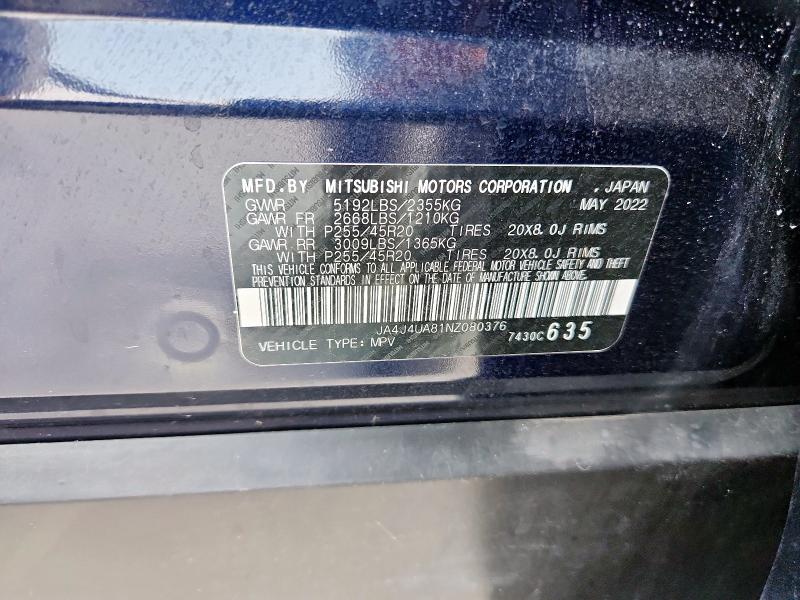 MFD.BY MITSUBISHI MOTORS CORPORATION , JAPAN
GVWR 5192LBS/2355KG MAY 2022
GAWR FR 2668LBS/1210KG
WITH P255/45R20 TIRES 20X8.0J RIMS
GAWR RR 3009LBS/1365KG
WITH P255/45R20 TIRES 20X8.0J RIMS
THIS VEHICLE CONFORMS TO ALL APPLICABLE FEDERAL MOTOR VEHICLE SAFETY AND THEFT
PREVENTION STANDARDS IN EFFECT ON THE DATE OF MANUFACTURE SHOWN ABOVE.
JA4J4UA81NZ080376
VEHICLE TYPE: MPV 7430C 635